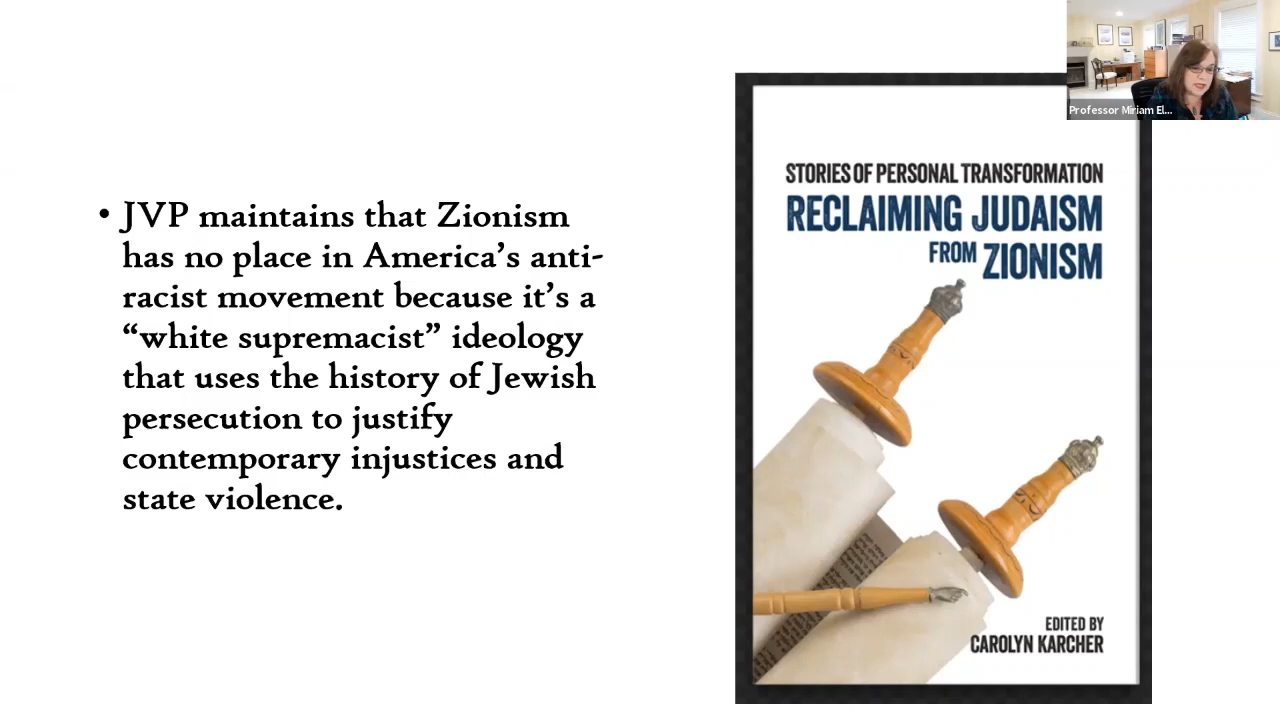 Professor Miriam El...
• JVP maintains that Zionism
has no place in America’s anti-
racist movement because it’s a
“white supremacist” ideology
that uses the history of Jewish
persecution to justify
contemporary injustices and
state violence.
STORIES OF PERSONAL TRANSFORMATION
RECLAIMING JUDAISM
FROM ZIONISM
EDITED BY
CAROLYN KARCHER